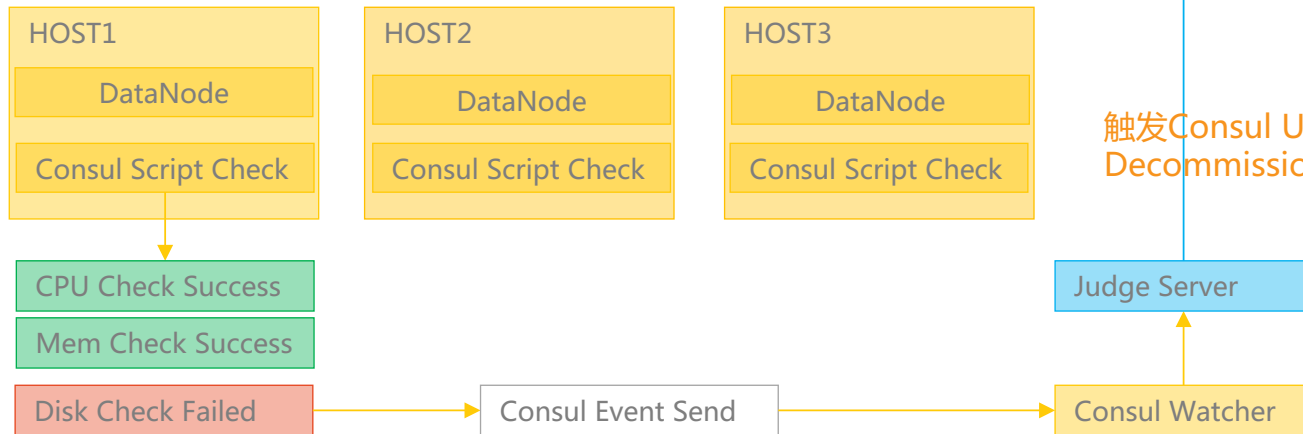 HOST1
HOST2
HOST3
DataNode
DataNode
DataNode
Consul Script Check
Consul Script Check
Consul Script Check
触发Consul
CPU Check Success
Judge Server
Mem Check Success
Disk Check Failed
Consul Event Send
Consul Watcher